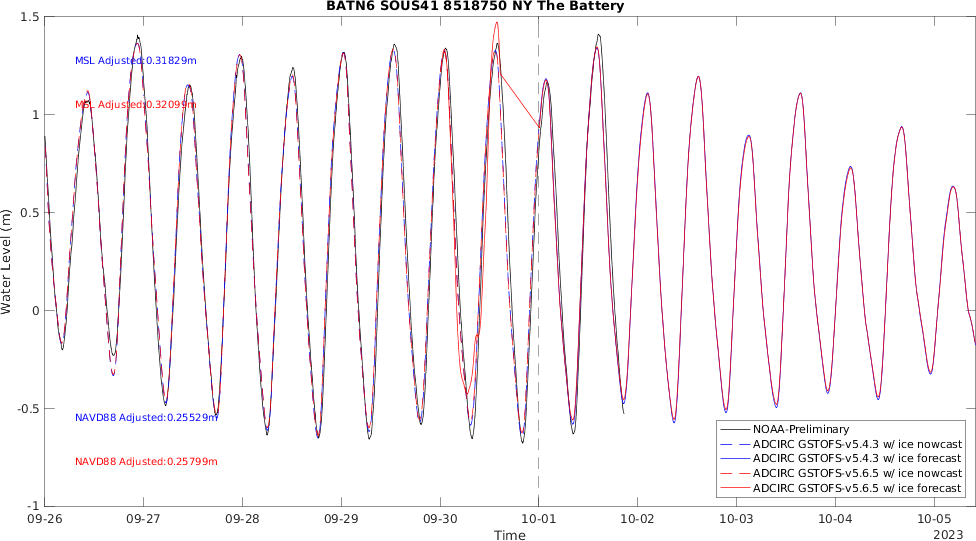 BATN6 SOUS41 8518750 NY The Battery
1.5
1
0.5
0
-0.5
-1
Water Level (m)
MSL Adjusted:0.31829m
MSL Adjusted:0.32099m
NAVD88 Adjusted:0.25529m
NAVD88 Adjusted:0.25799m
NOAA-Preliminary
ADCIRC GSTOFS-v5.4.3 w/ ice nowcast
ADCIRC GSTOFS-v5.4.3 w/ ice forecast
ADCIRC GSTOFS-v5.6.5 w/ ice nowcast
ADCIRC GSTOFS-v5.6.5 w/ ice forecast
09-26 09-27 09-28 09-29 09-30 10-01 10-02 10-03 10-04 10-05
Time
2023